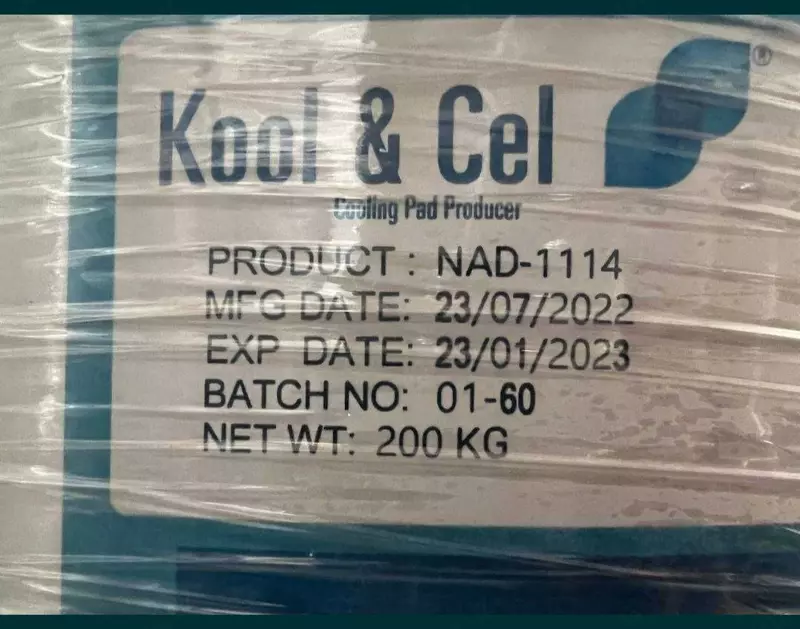 Kool & Cel ®
Cooling Pad Producer
PRODUCT : NAD-1114
MFG DATE: 23/07/2022
EXP DATE: 23/01/2023
BATCH NO: 01-60
NET WT: 200 KG